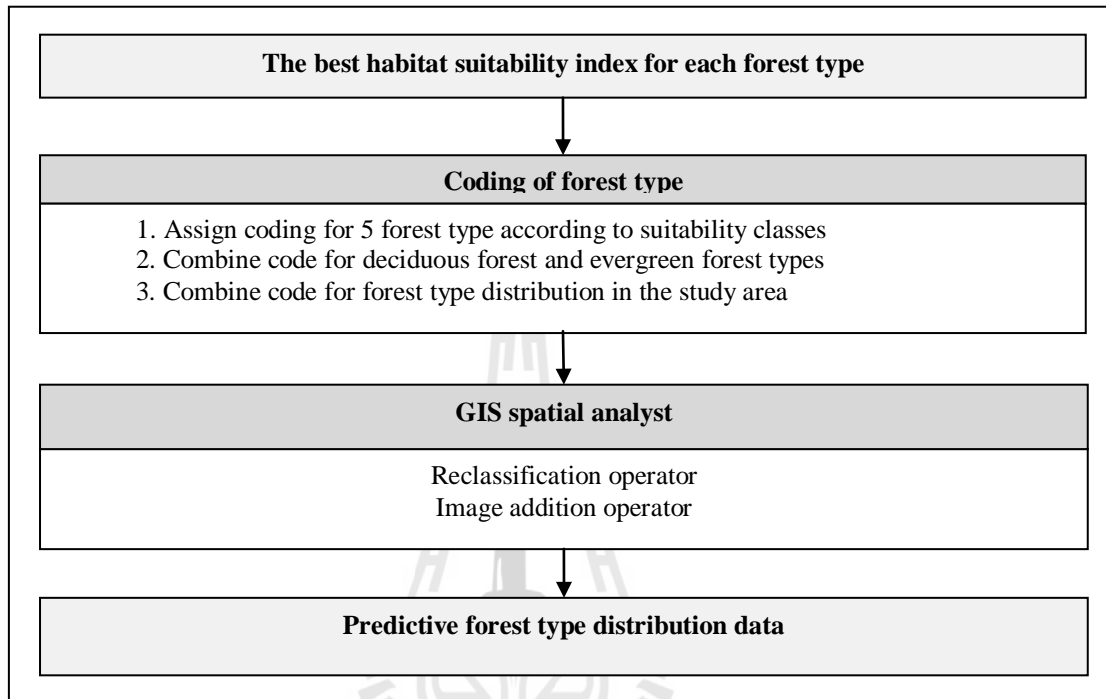 The best habitat suitability index for each forest type
Coding of forest type
1. Assign coding for 5 forest type according to suitability classes
2. Combine code for deciduous forest and evergreen forest types
3. Combine code for forest type distribution in the study area
GIS spatial analyst
Reclassification operator
Image addition operator
Predictive forest type distribution data